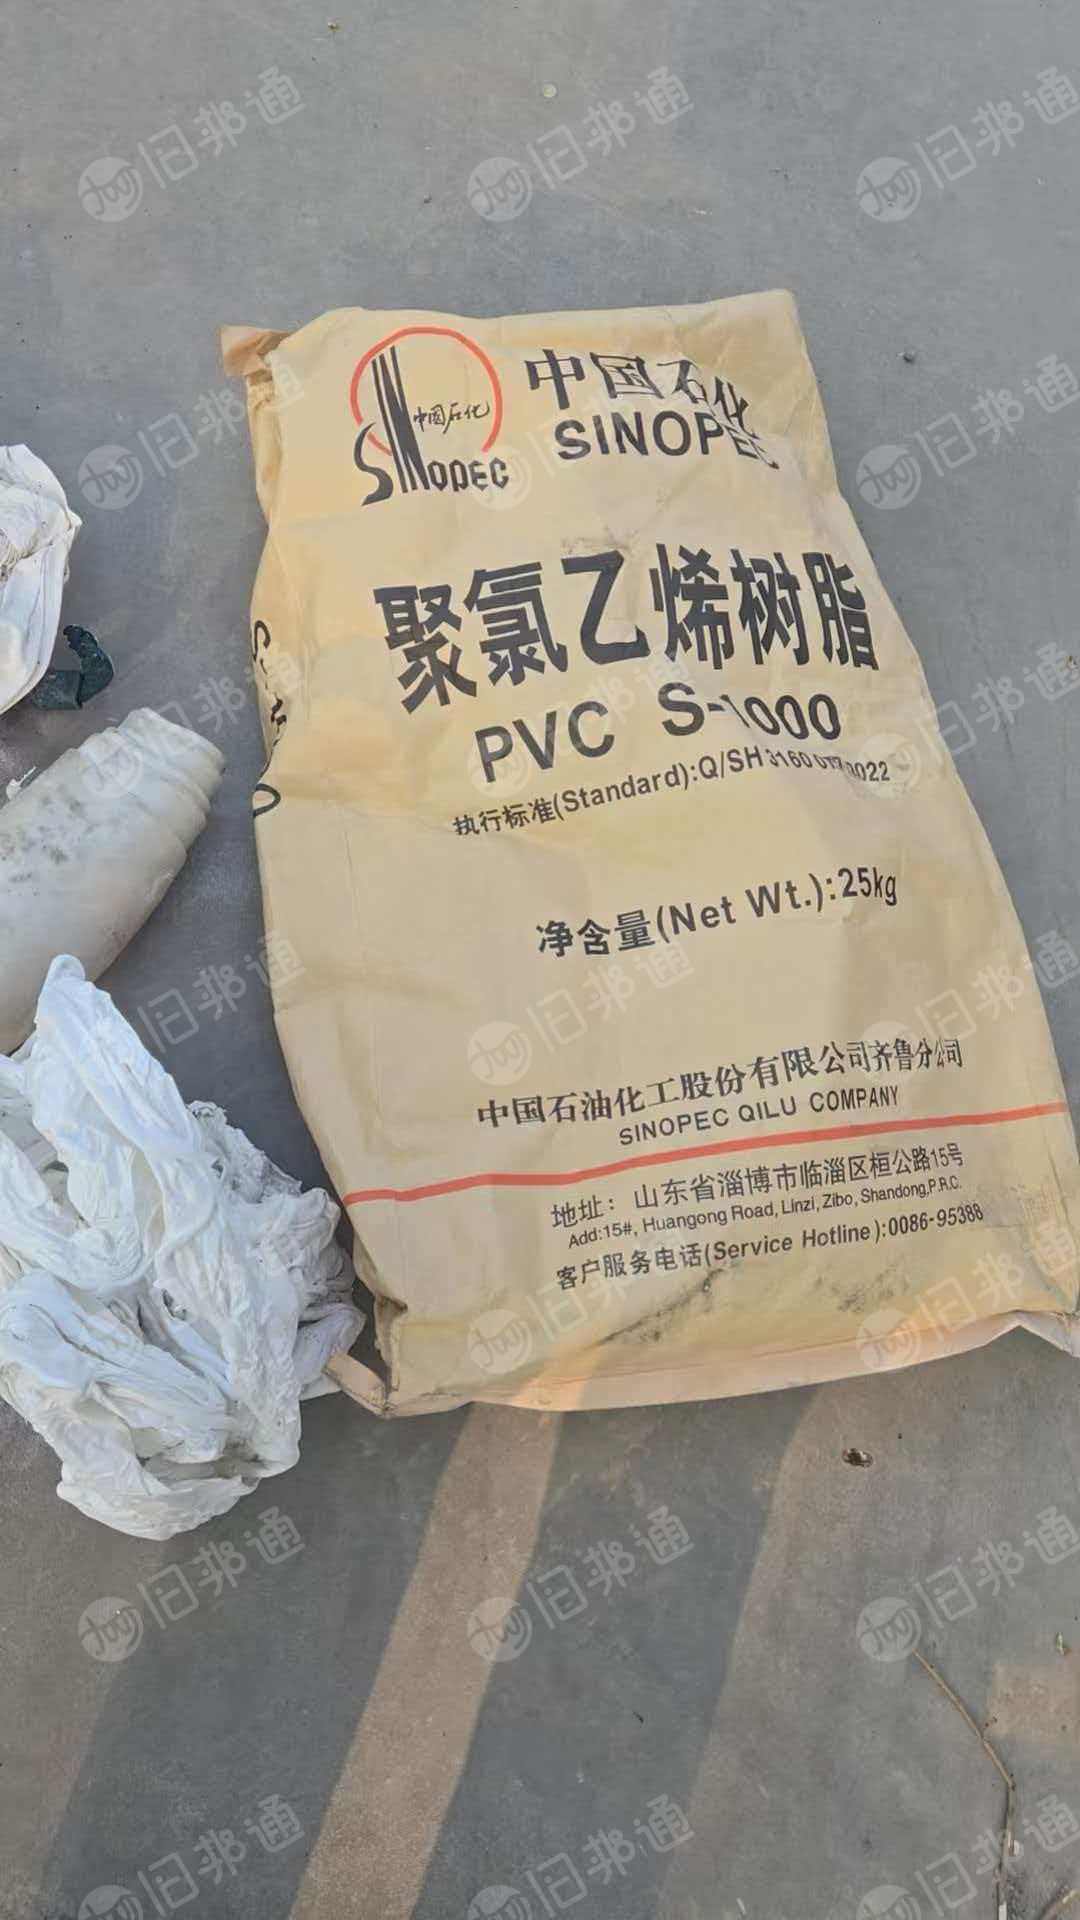 中国石化
SINOPEC
中国石化
SINOPEC
聚氯乙烯树脂
PVC S-1000
执行标准(Standard):Q/SH 3160
净含量(Net Wt.):25kg
中国石油化工股份有限公司齐鲁分公司
SINOPEC QILU COMPANY
地址：山东省淄博市临淄区桓公路15号
Add:15#, Huangong Road, Linzi, Zibo, Shandong,P.R.C.
客户服务电话(Service Hotline):0086-95388
旧邦通